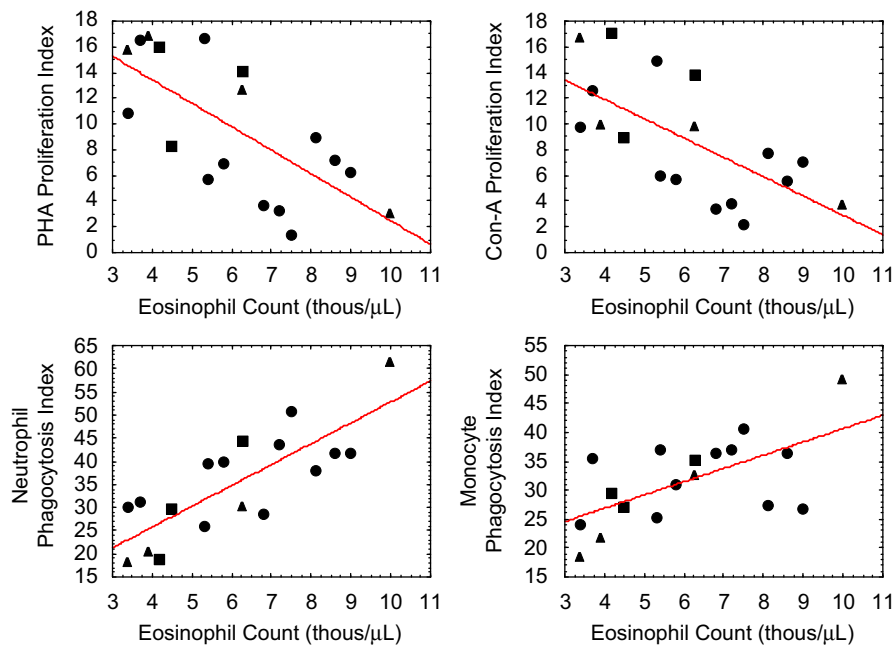 PHA Proliferation Index
18
16
14
12
10
8
6
4
2
0
3 4 5 6 7 8 9 10 11
Eosinophil Count (thous/μL)
Con-A Proliferation Index
18
16
14
12
10
8
6
4
2
0
3 4 5 6 7 8 9 10 11
Eosinophil Count (thous/μL)
Neutrophil
Phagocytosis Index
65
60
55
50
45
40
35
30
25
20
15
3 4 5 6 7 8 9 10 11
Eosinophil Count (thous/μL)
Monocyte
Phagocytosis Index
55
50
45
40
35
30
25
20
15
3 4 5 6 7 8 9 10 11
Eosinophil Count (thous/μL)